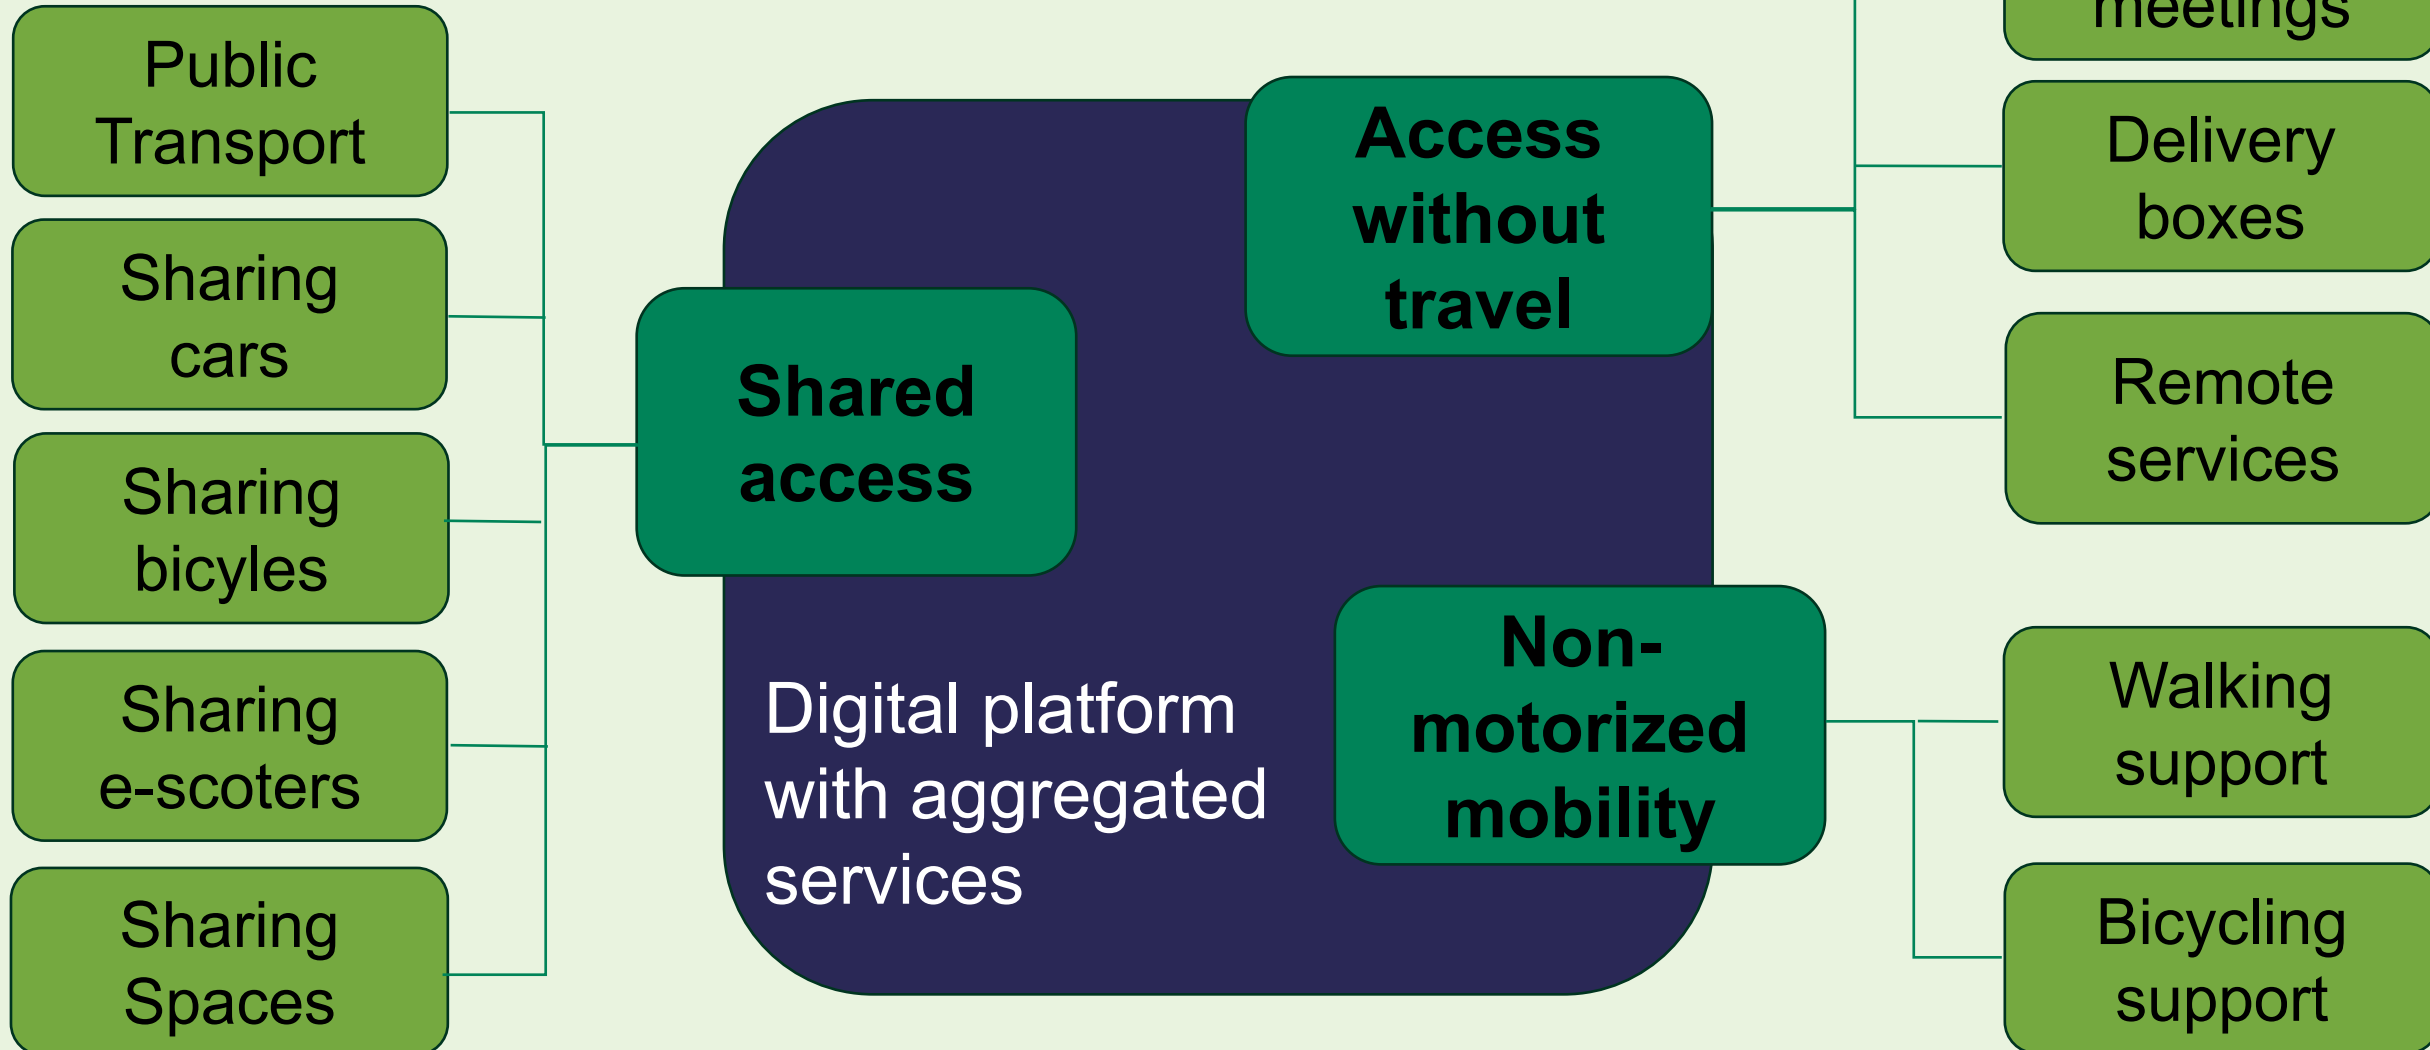 Public
Transport
Sharing
cars
Sharing
bicyles
Sharing
e-scoters
Sharing
Spaces
Shared
access
Digital platform
with aggregated
services
Access
without
travel
Non-
motorized
mobility
meetings
Delivery
boxes
Remote
services
Walking
support
Bicycling
support